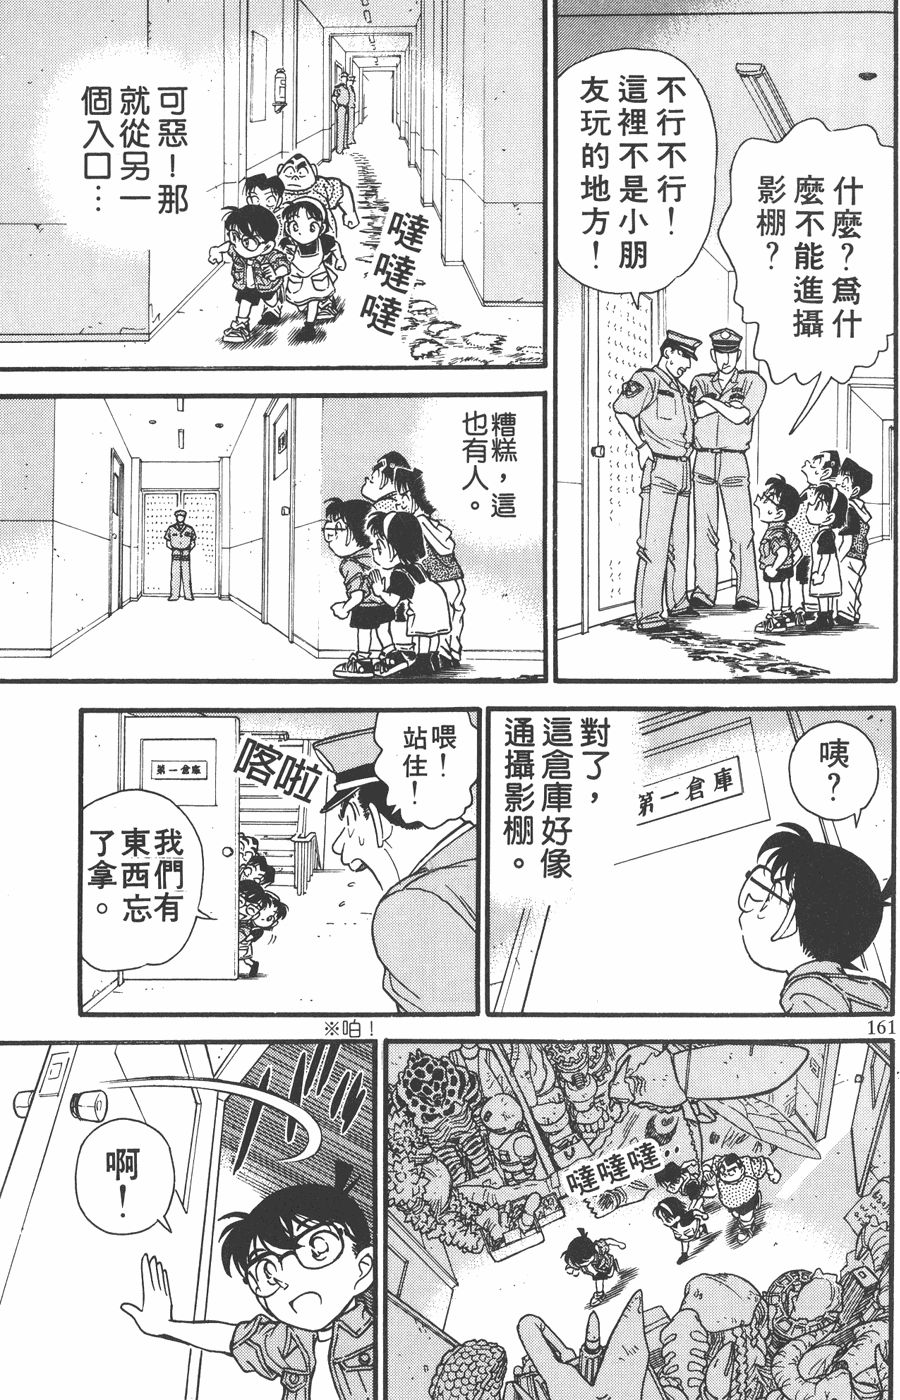 什麼？為什
麼不能進攝
影棚？
不行不行！
這裡不是小朋
友玩的地方！
可惡！那
就從另一
個入口…
噠噠噠
糟糕，這
也有人。
咦？
第一倉庫
對了，
這倉庫好像
通攝影棚。
喂！
站住！
喀啦
第一倉庫
我們有
東西忘
了拿。
161
※啪！
噠噠噠‥
啊！